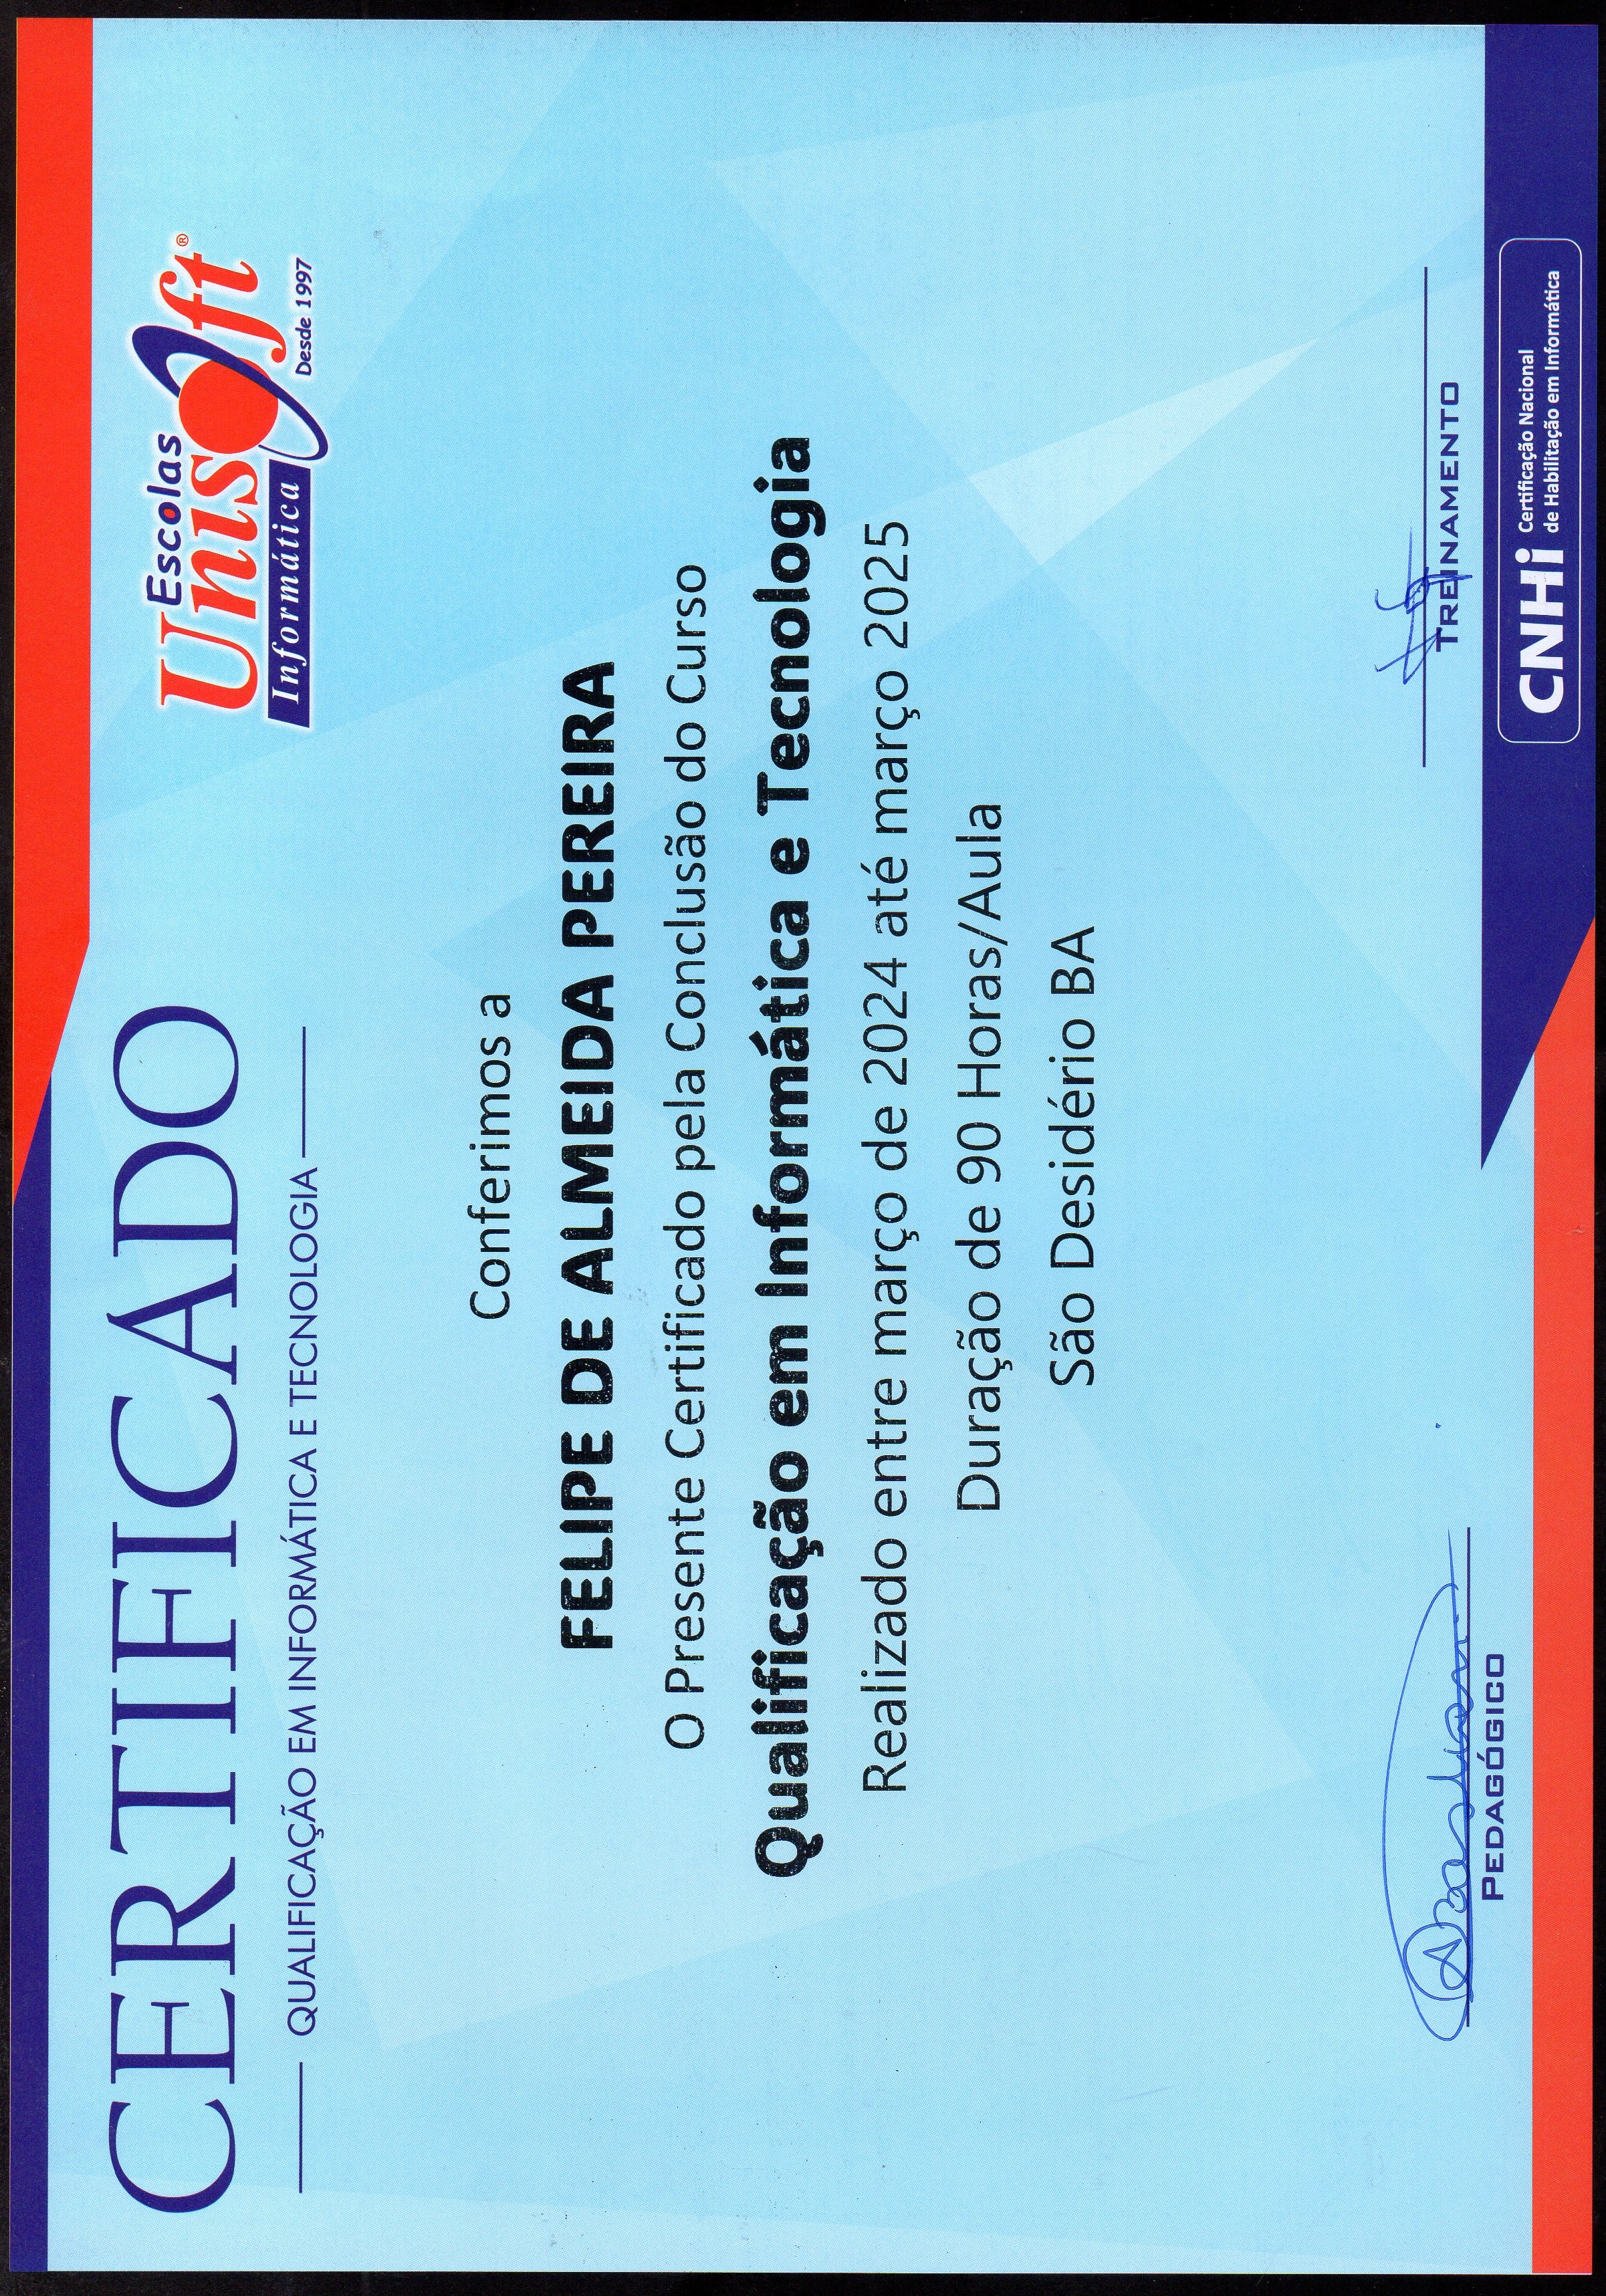 CERTIFICADO
QUALIFICAÇÃO EM INFORMÁTICA E TECNOLOGIA
Escolas
Unisoft®
Informática
Desde 1997
Conferimos a
FELIPE DE ALMEIDA PEREIRA
O Presente Certificado pela Conclusão do Curso
Qualificação em Informática e Tecnologia
Realizado entre março de 2024 até março 2025
Duração de 90 Horas/Aula
São Desidério BA
PEDAGÓGICO
TREINAMENTO
CNHi Certificação Nacional
de Habilitação em Informática